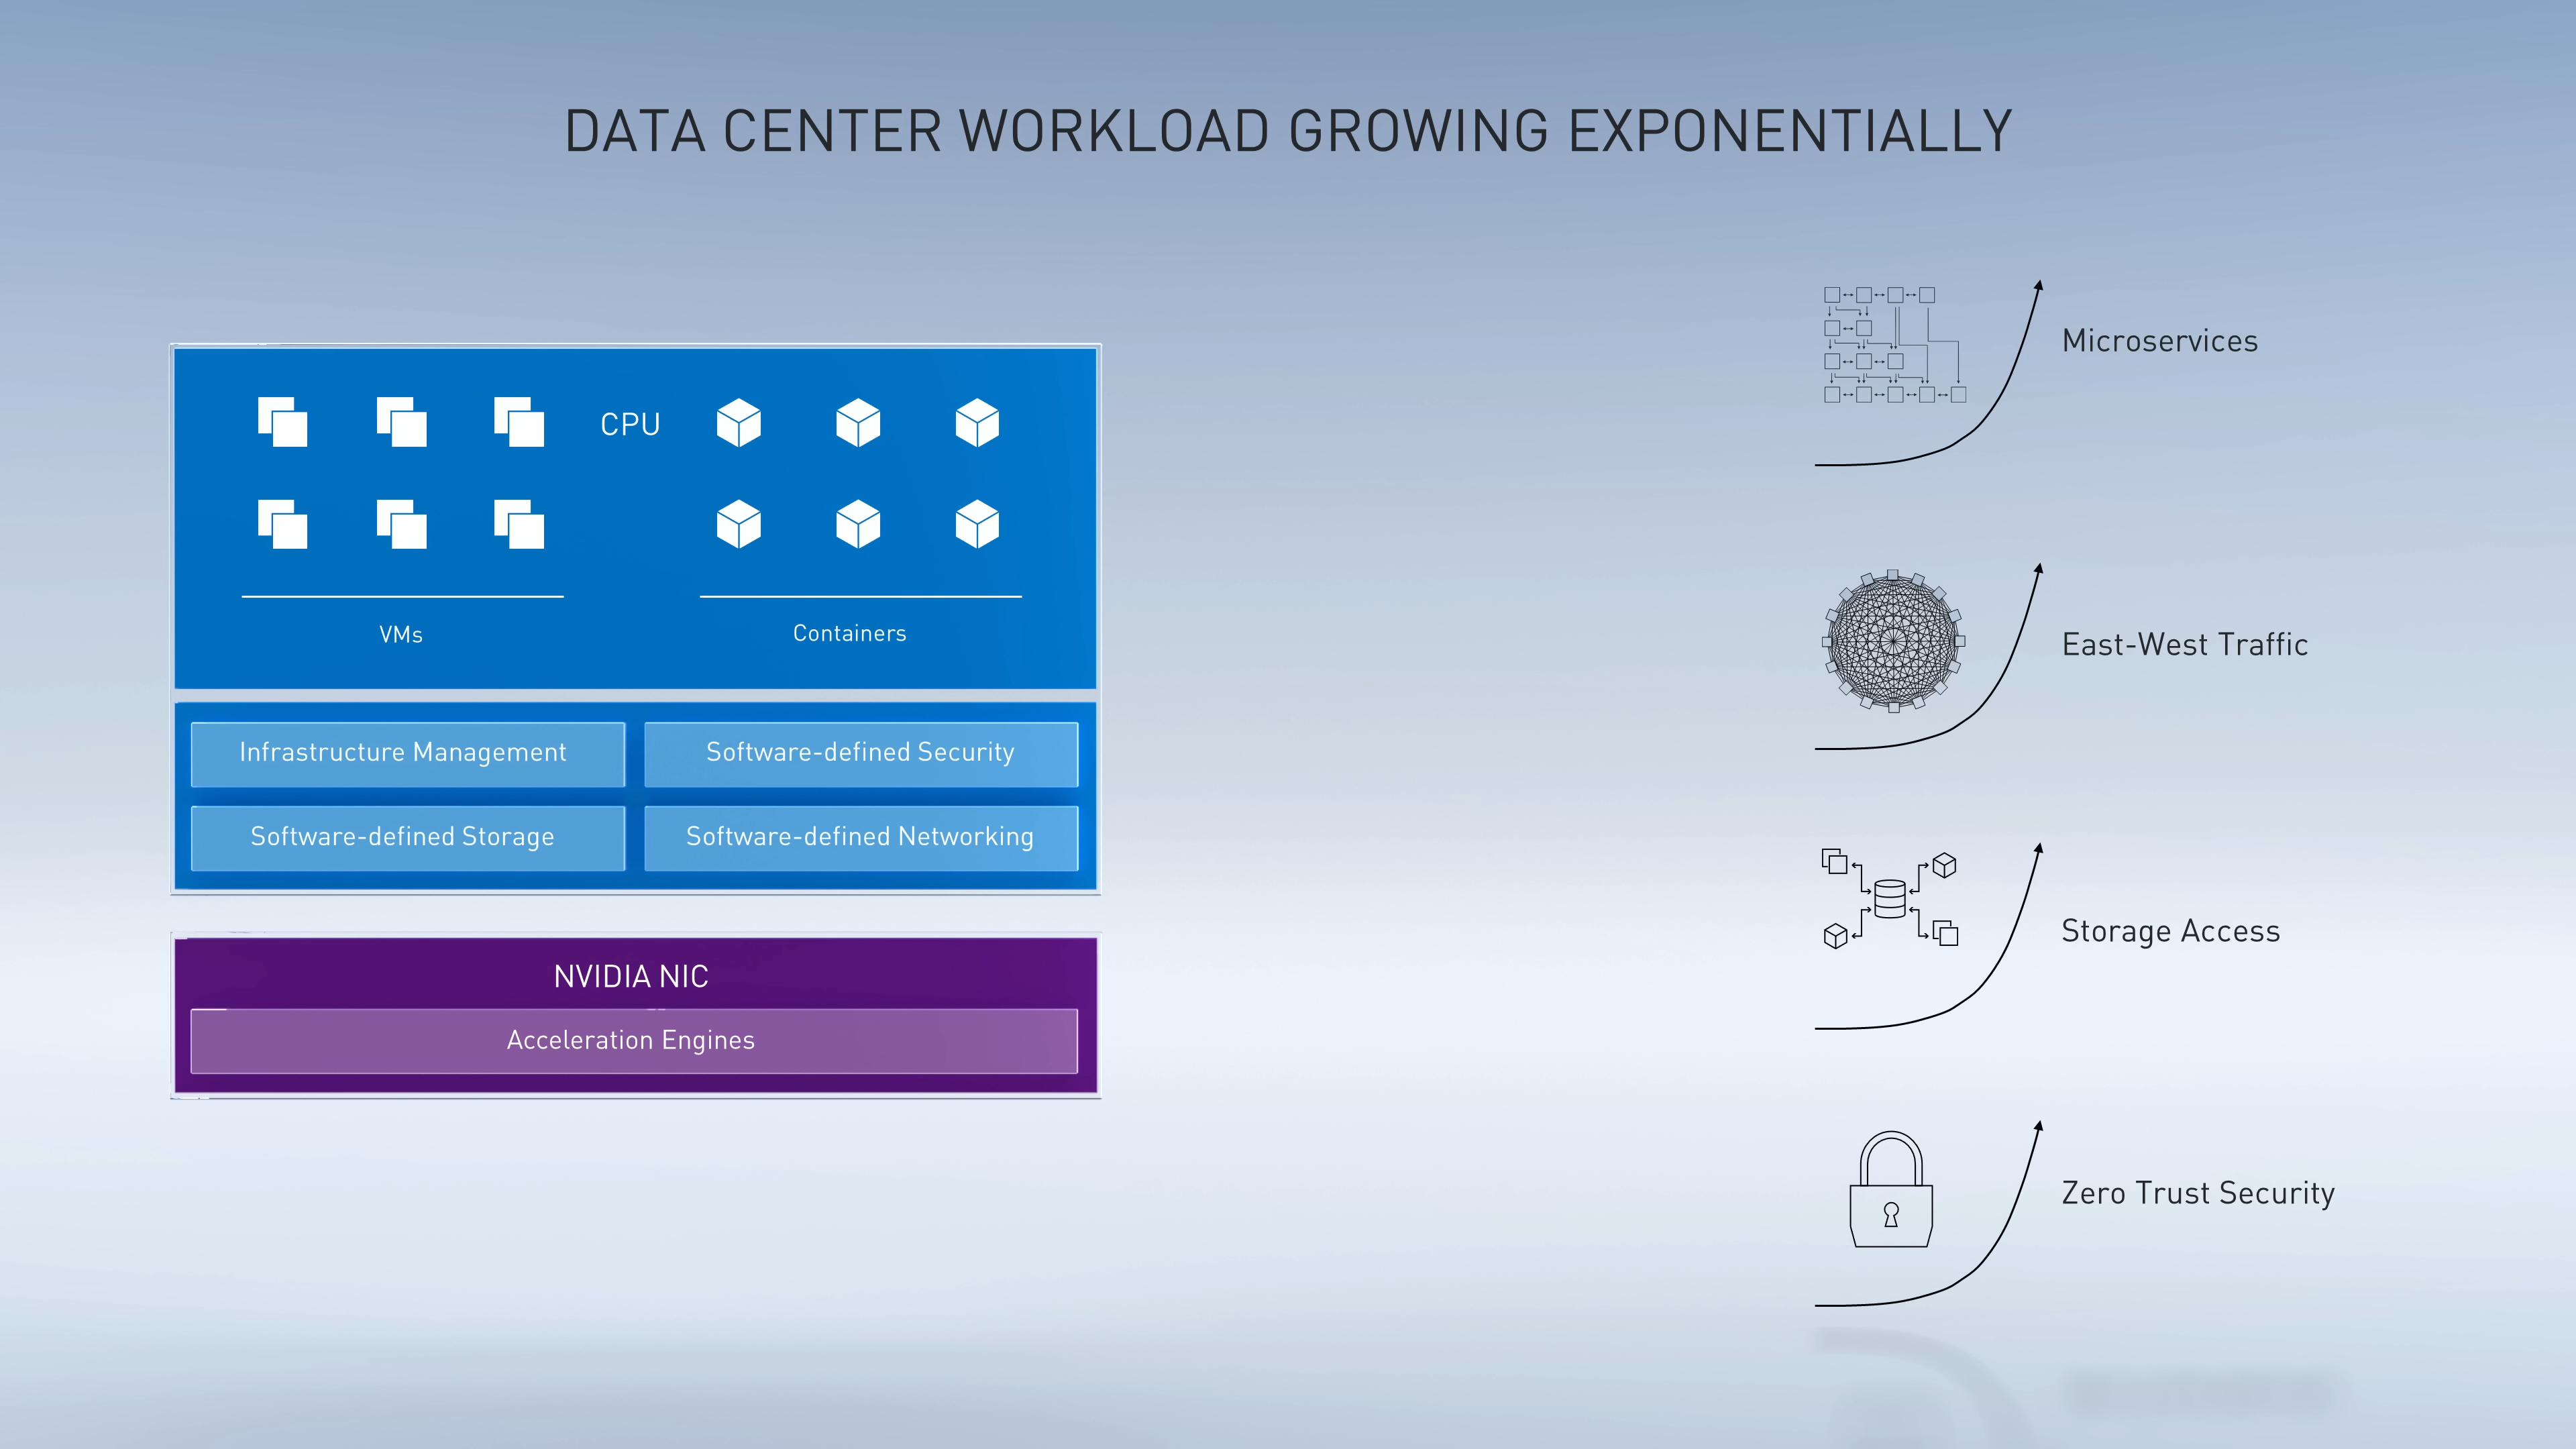 DATA CENTER WORKLOAD GROWING EXPONENTIALLY
CPU
VMs
Containers
Infrastructure Management
Software-defined Security
Software-defined Storage
Software-defined Networking
NVIDIA NIC
Acceleration Engines
Microservices
East-West Traffic
Storage Access
Zero Trust Security